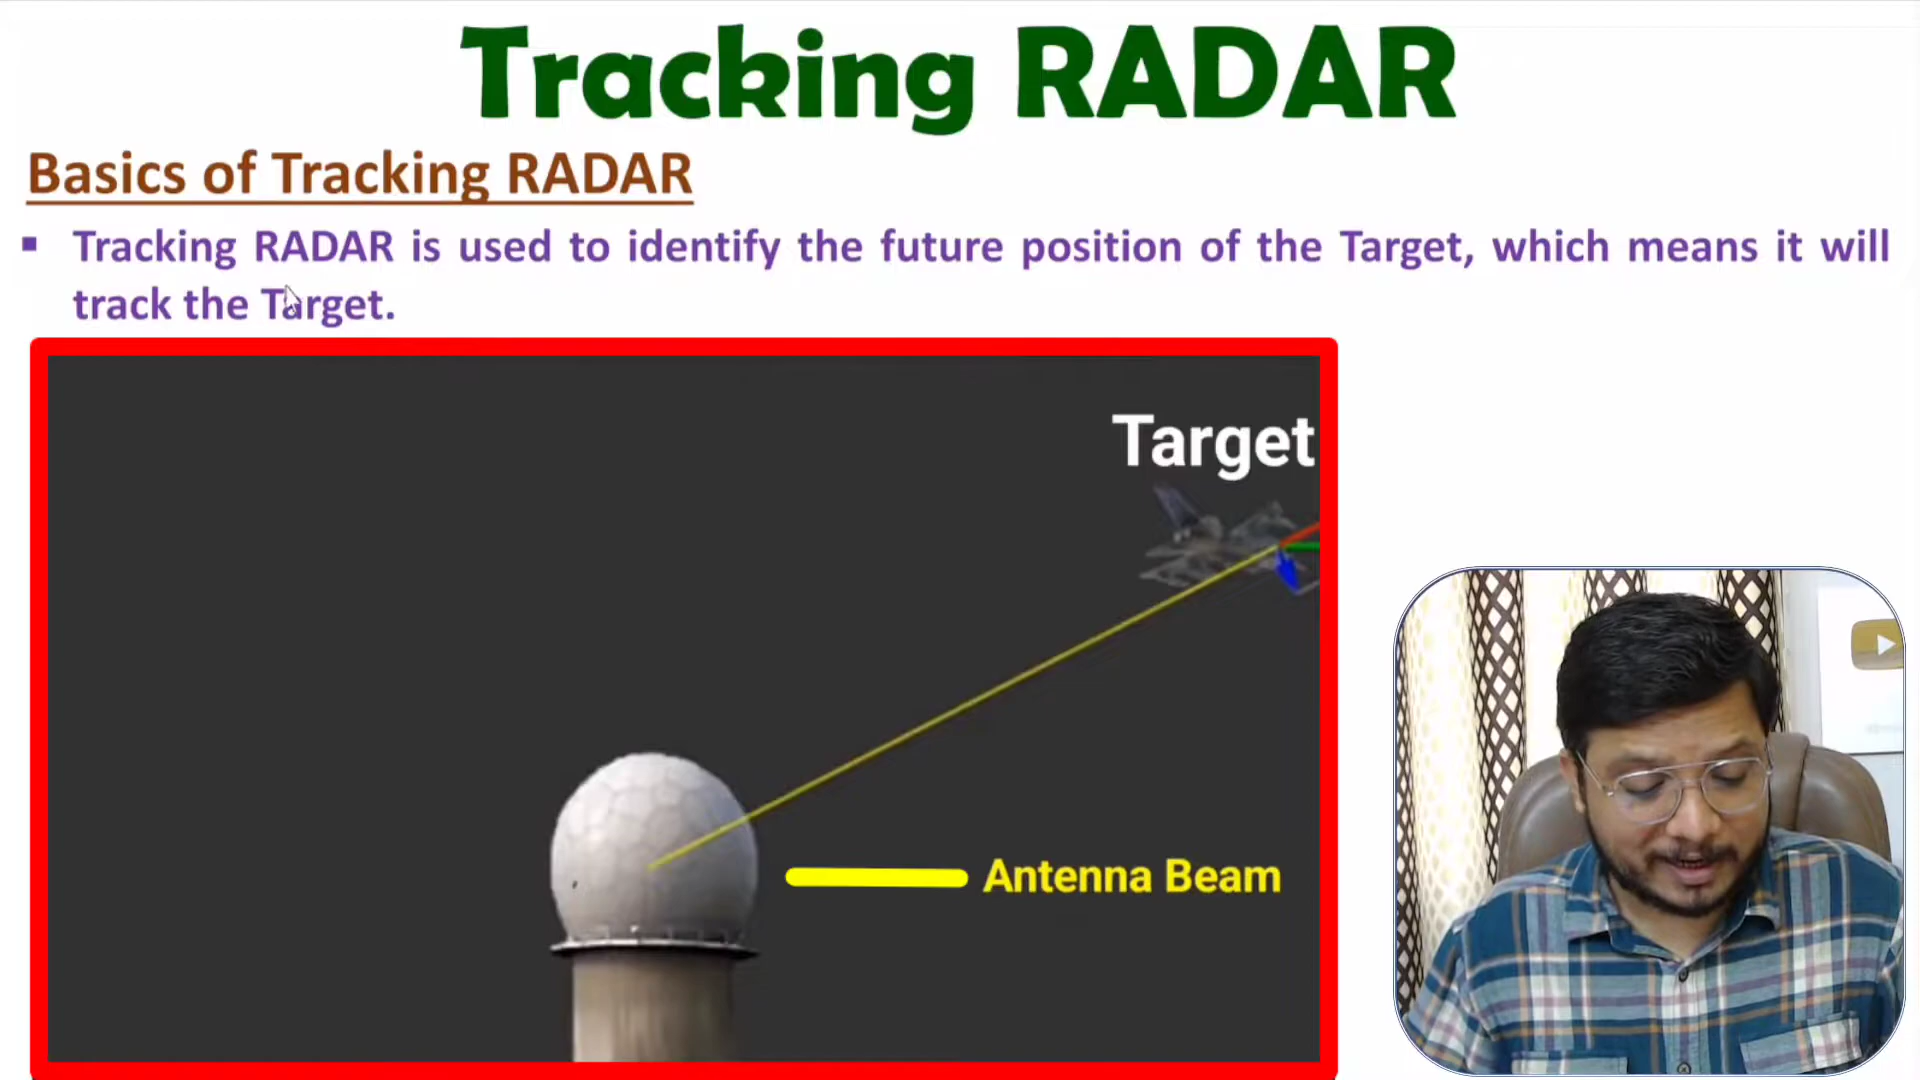 Tracking RADAR
Basics of Tracking RADAR
▪ Tracking RADAR is used to identify the future position of the Target, which means it will
track the Target.
Target
Antenna Beam